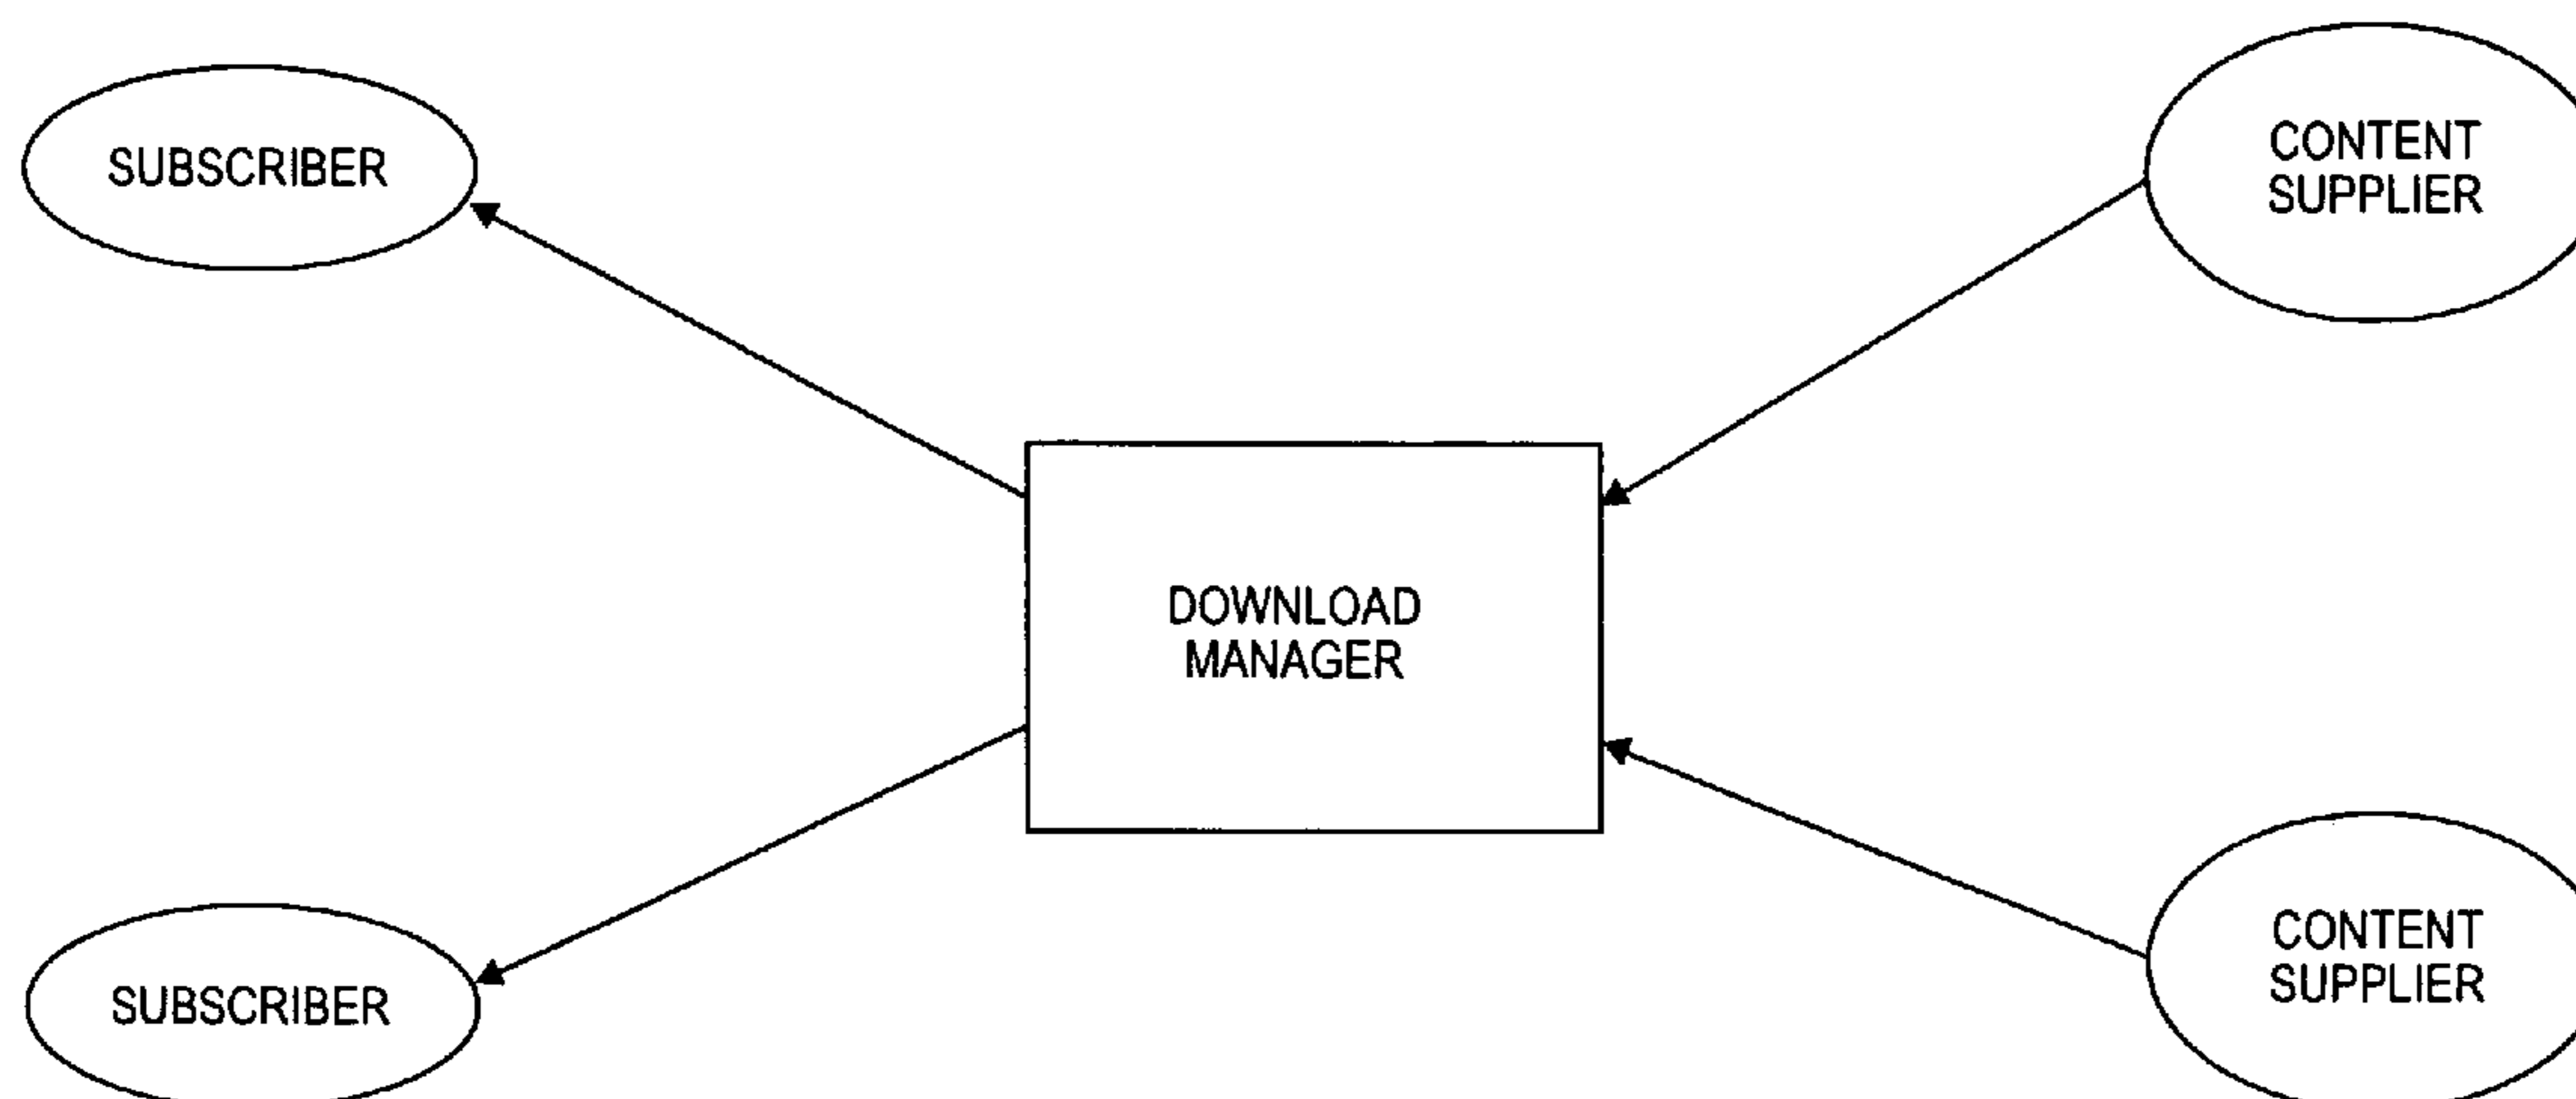 SUBSCRIBER
CONTENT
SUPPLIER
DOWNLOAD
MANAGER
SUBSCRIBER
CONTENT
SUPPLIER